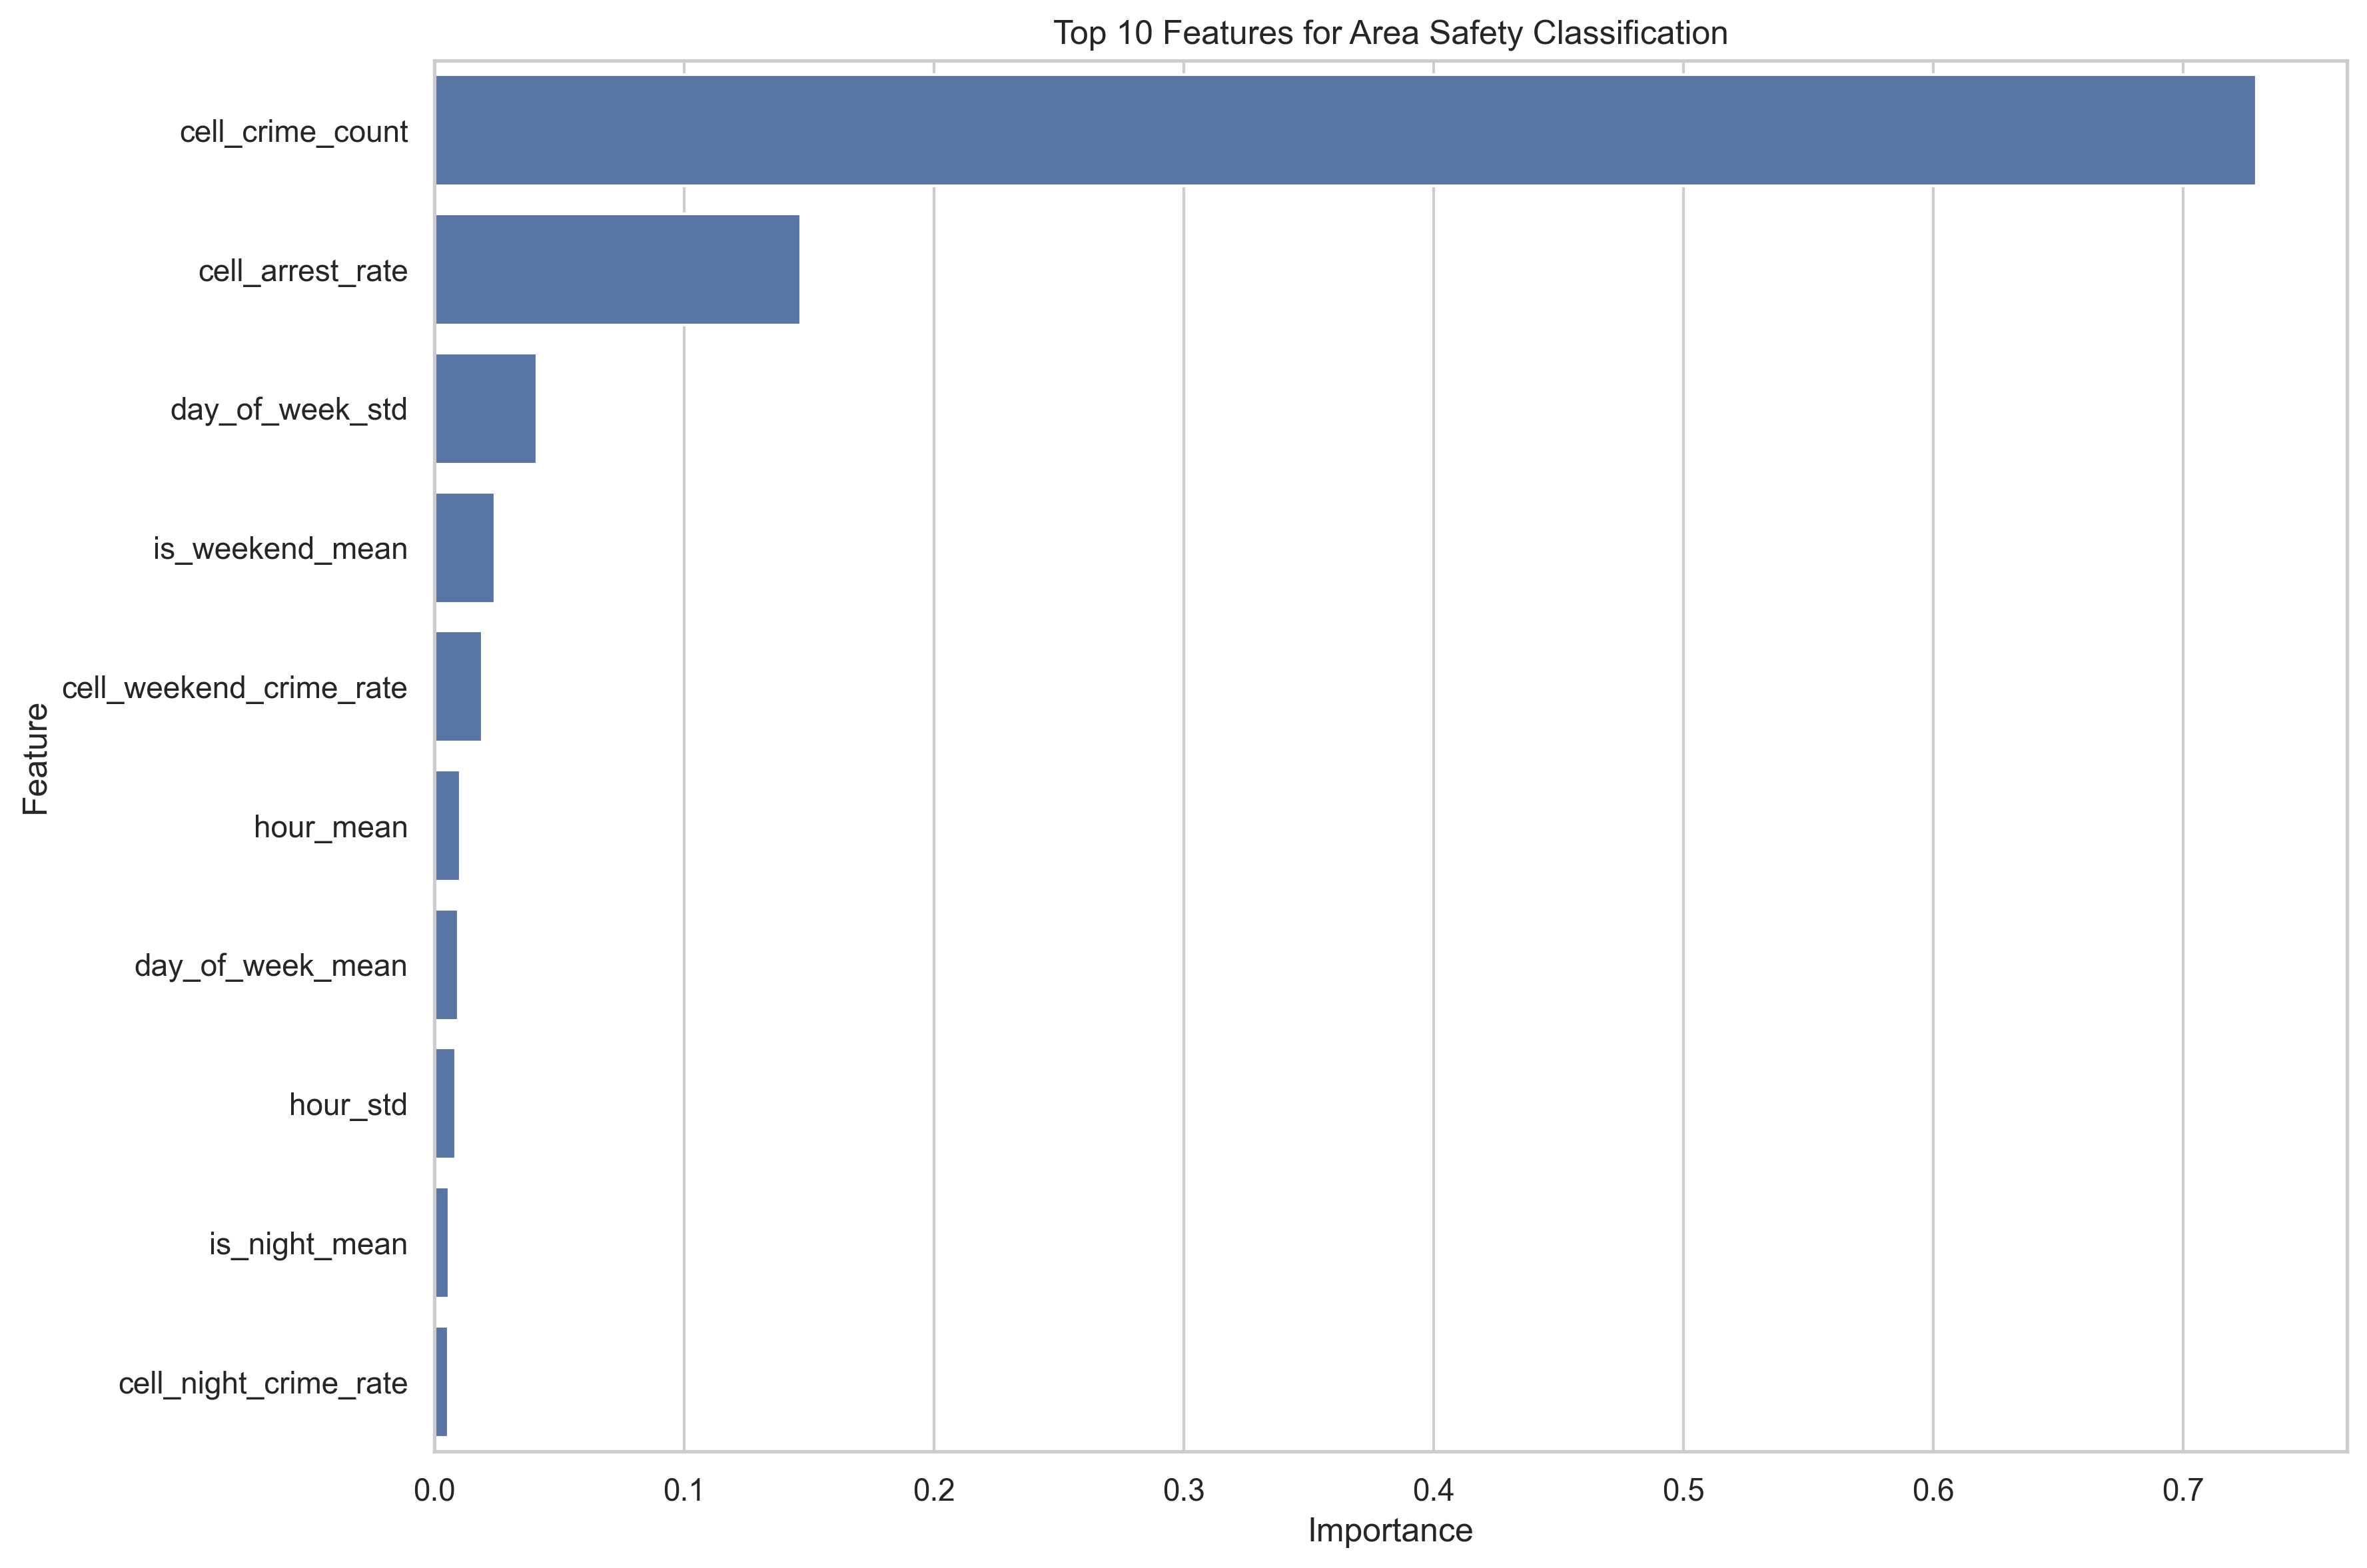 Top 10 Features for Area Safety Classification
cell_crime_count
cell_arrest_rate
day_of_week_std
is_weekend_mean
cell_weekend_crime_rate
hour_mean
day_of_week_mean
hour_std
is_night_mean
cell_night_crime_rate
Feature
0.0 0.1 0.2 0.3 0.4 0.5 0.6 0.7
Importance